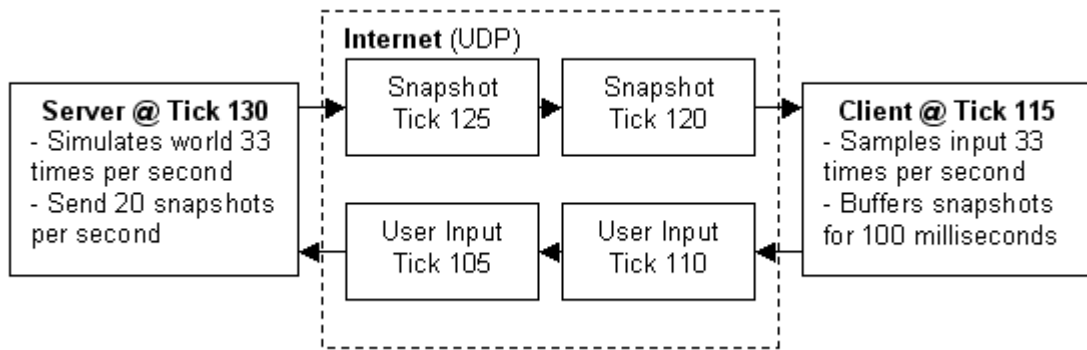 Internet (UDP)
Server @ Tick 130
- Simulates world 33
times per second
- Send 20 snapshots
per second
Snapshot
Tick 125
Snapshot
Tick 120
Client @ Tick 115
- Samples input 33
times per second
- Buffers snapshots
for 100 milliseconds
User Input
Tick 105
User Input
Tick 110